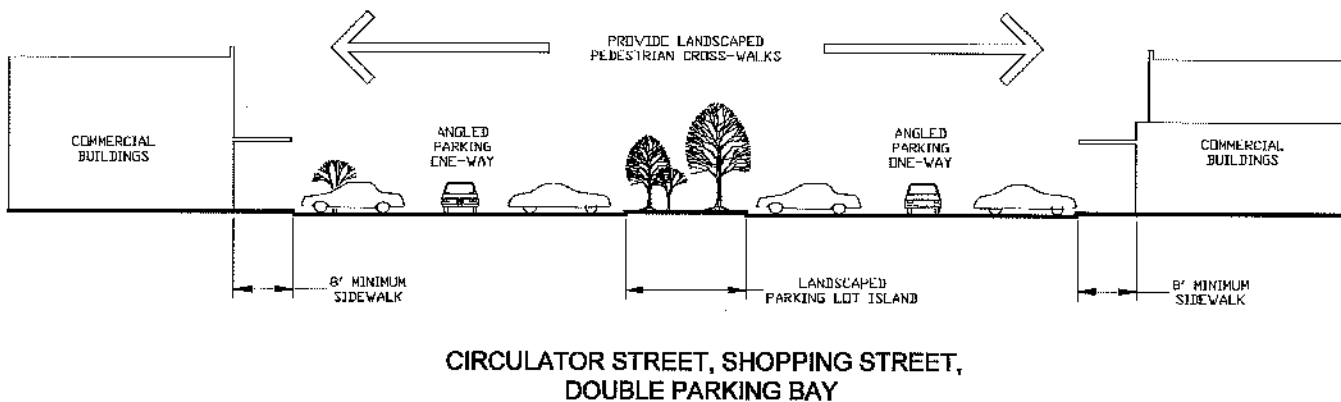 PROVIDE LANDSCAPED
PEDESTRIAN CROSS-WALKS
COMMERCIAL
BUILDINGS
ANGLED
PARKING
ONE-WAY
ANGLED
PARKING
ONE-WAY
COMMERCIAL
BUILDINGS
8' MINIMUM
SIDEWALK
LANDSCAPED
PARKING LOT ISLAND
8' MINIMUM
SIDEWALK
CIRCULATOR STREET, SHOPPING STREET,
DOUBLE PARKING BAY